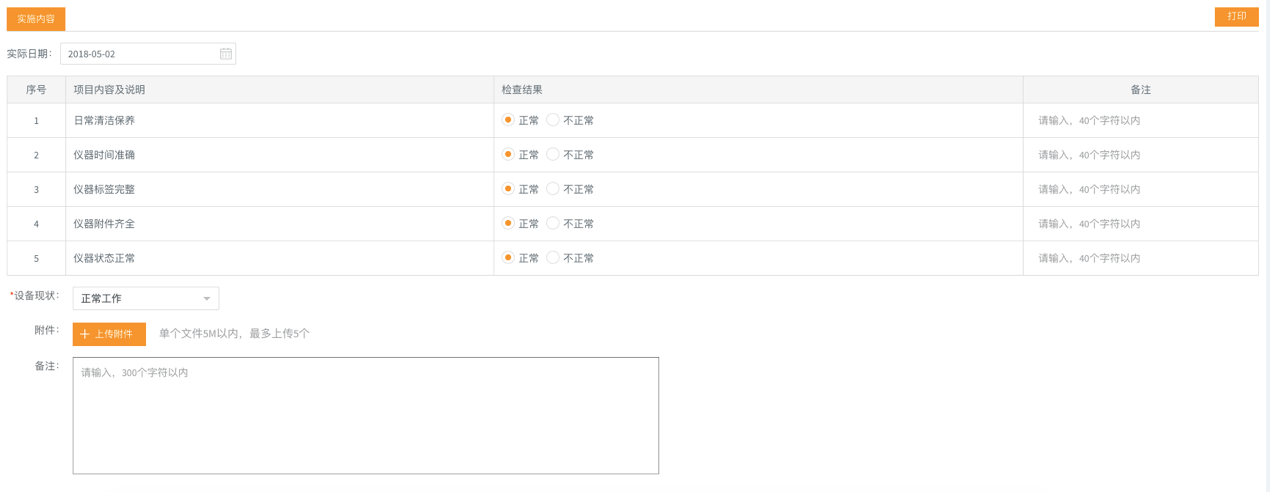 实施内容 打印
实际日期： 2018-05-02
序号 项目内容及说明 检查结果 备注
1 日常清洁保养 正常 不正常 请输入，40个字符以内
2 仪器时间准确 正常 不正常 请输入，40个字符以内
3 仪器标签完整 正常 不正常 请输入，40个字符以内
4 仪器附件齐全 正常 不正常 请输入，40个字符以内
5 仪器状态正常 正常 不正常 请输入，40个字符以内
*设备现状： 正常工作
附件： 上传附件 单个文件5M以内，最多上传5个
备注： 请输入，300个字符以内